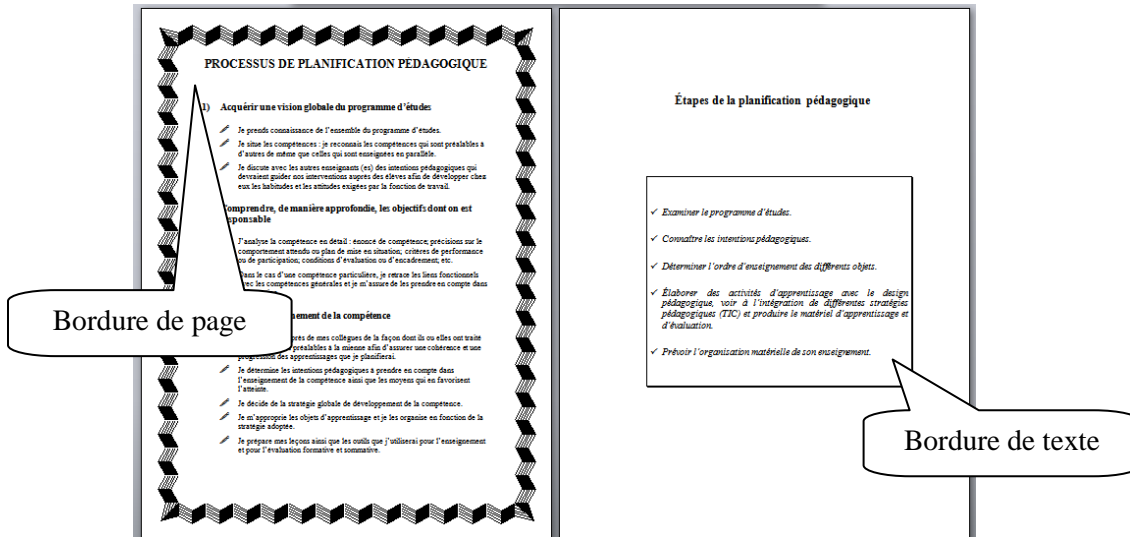 PROCESSUS DE PLANIFICATION PÉDAGOGIQUE
1) Acquérir une vision globale du programme d'études
Je prends connaissance de l'ensemble du programme d'études.
Je situe les compétences : je reconnais les compétences qui sont préalables à
d'autres de même que celles qui sont enseignées en parallèle.
Je discute avec les autres enseignants (es) des intentions pédagogiques qui
devraient guider nos interventions auprès des élèves afin de développer chez
eux les habitudes et les attitudes exigées par la fonction de travail.
omprendre, de manière approfondie, les objectifs dont on est
sponsable
J'analyse la compétence en détail : énoncé de compétence; précisions sur le
comportement attendu ou plan de mise en situation; critères de performance
ou de participation; conditions d'évaluation ou d'encadrement; etc.
Dans le cas d'une compétence particulière, je retrace les liens fonctionnels
avec les compétences générales et je m'assure de les prendre en compte dans
Bordure de page
nement de la compétence
près de mes collègues de la façon dont ils ou elles ont traité
préalables à la mienne afin d'assurer une cohérence et une
progression des apprentissages que je planifierai.
Je détermine les intentions pédagogiques à prendre en compte dans
l'enseignement de la compétence ainsi que les moyens qui en favorisent
l'atteinte.
Je décide de la stratégie globale de développement de la compétence.
Je m'approprie les objets d'apprentissage et je les organise en fonction de la
stratégie adoptée.
Je prépare mes leçons ainsi que les outils que j'utiliserai pour l'enseignement
et pour l'évaluation formative et sommative.
Étapes de la planification pédagogique
✓ Examiner le programme d'études.
✓ Connaître les intentions pédagogiques.
✓ Déterminer l'ordre d'enseignement des différents objets.
✓ Élaborer des activités d'apprentissage avec le design
pédagogique, voir à l'intégration de différentes stratégies
pédagogiques (TIC) et produire le matériel d'apprentissage et
d'évaluation.
✓ Prévoir l'organisation matérielle de son enseignement.
Bordure de texte